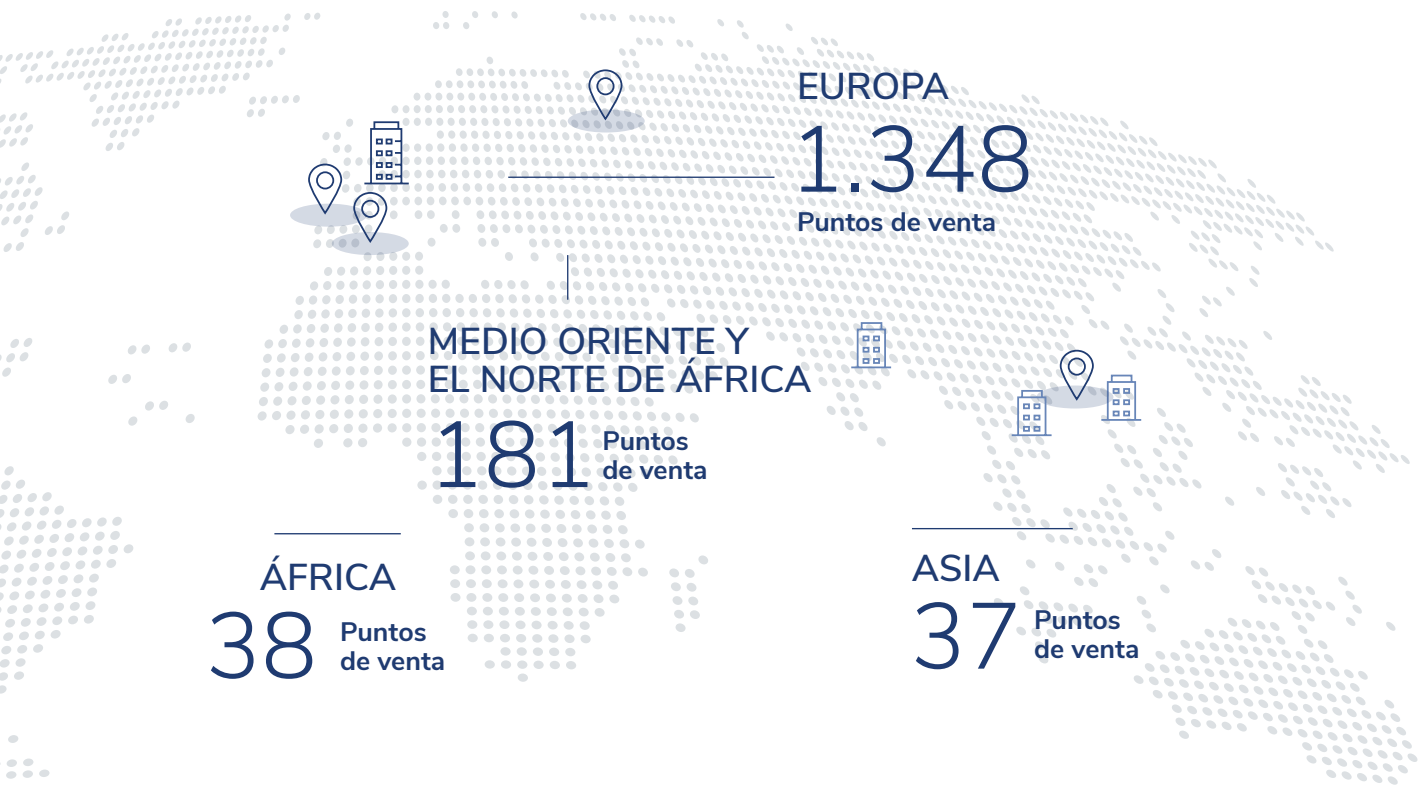 EUROPA
1.348
Puntos de venta
MEDIO ORIENTE Y
EL NORTE DE ÁFRICA
181
Puntos
de venta
ÁFRICA
38
Puntos
de venta
ASIA
37
Puntos
de venta